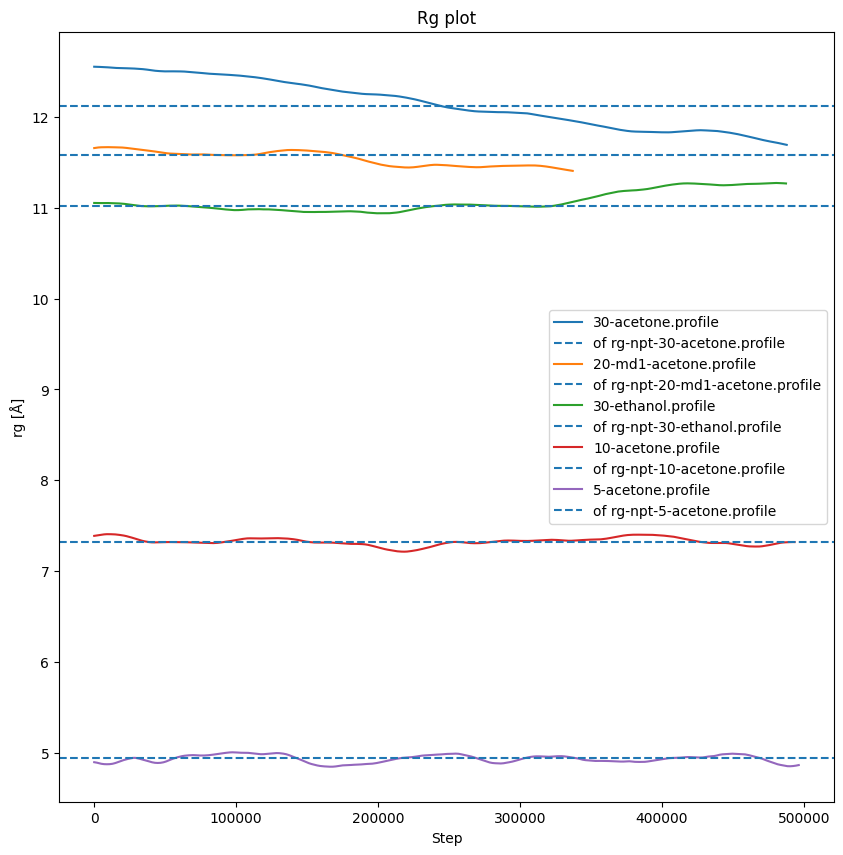 Rg plot
rg [Å]
12
11
10
9
8
7
6
5
30-acetone.profile
of rg-npt-30-acetone.profile
20-md1-acetone.profile
of rg-npt-20-md1-acetone.profile
30-ethanol.profile
of rg-npt-30-ethanol.profile
10-acetone.profile
of rg-npt-10-acetone.profile
5-acetone.profile
of rg-npt-5-acetone.profile
0 100000 200000 300000 400000 500000
Step